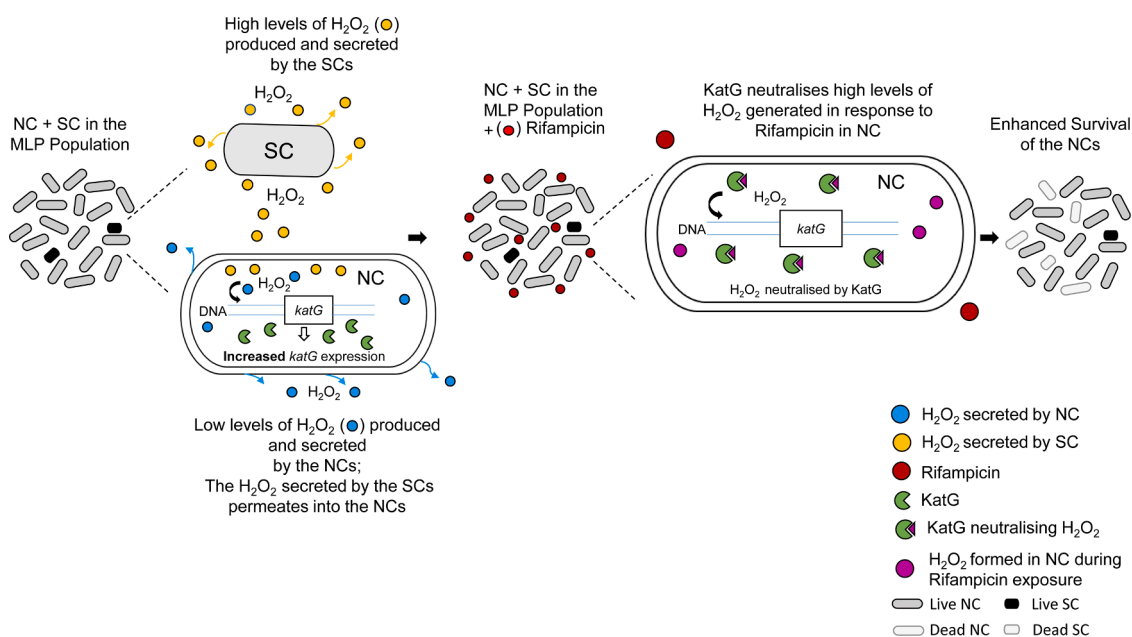 High levels of H₂O₂ ( )
produced and secreted
by the SCs
H₂O₂
SC
H₂O₂
NC + SC in the
MLP Population
NC
H₂O₂
DNA
katG
Increased katG expression
H₂O₂
Low levels of H₂O₂ ( ) produced
and secreted
by the NCs;
The H₂O₂ secreted by the SCs
permeates into the NCs
NC + SC in the
MLP Population
+ ( ) Rifampicin
KatG neutralises high levels of
H₂O₂ generated in response to
Rifampicin in NC
NC
H₂O₂
DNA
katG
H₂O₂ neutralised by KatG
Enhanced Survival
of the NCs
H₂O₂ secreted by NC
H₂O₂ secreted by SC
Rifampicin
KatG
KatG neutralising H₂O₂
H₂O₂ formed in NC during
Rifampicin exposure
Live NC
Live SC
Dead NC
Dead SC